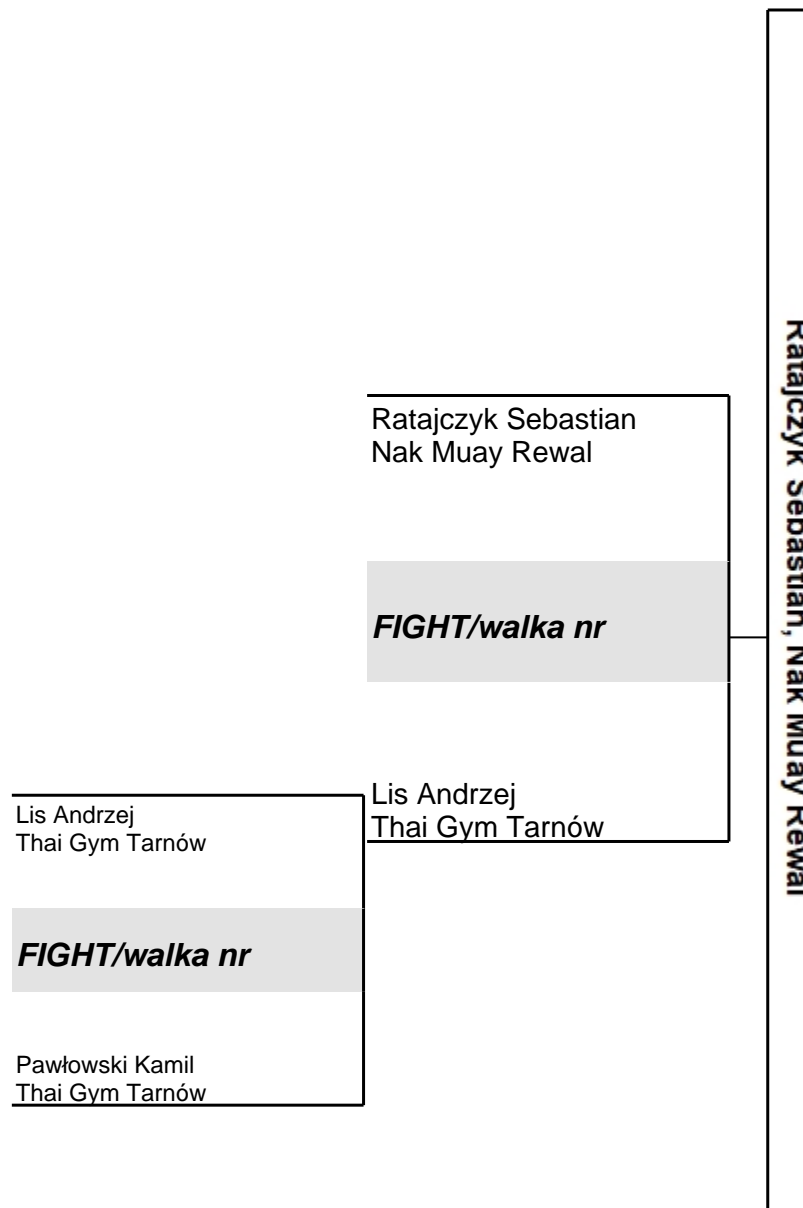 Ratajczyk Sebastian
Nak Muay Rewal
FIGHT/walka nr
Lis Andrzej
Thai Gym Tarnów
Lis Andrzej
Thai Gym Tarnów
FIGHT/walka nr
Pawłowski Kamil
Thai Gym Tarnów
Ratajczyk Sebastian, Nak Muay Rewal